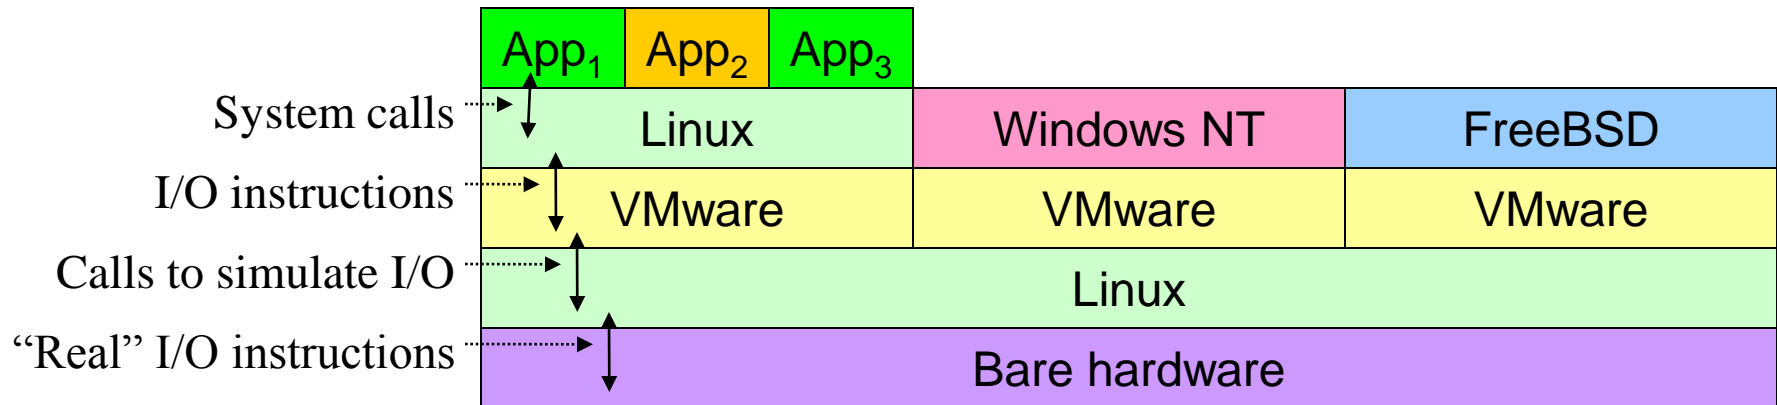 App₁ App₂ App₃
System calls
Linux Windows NT FreeBSD
I/O instructions
VMware VMware VMware
Calls to simulate I/O
Linux
“Real” I/O instructions
Bare hardware